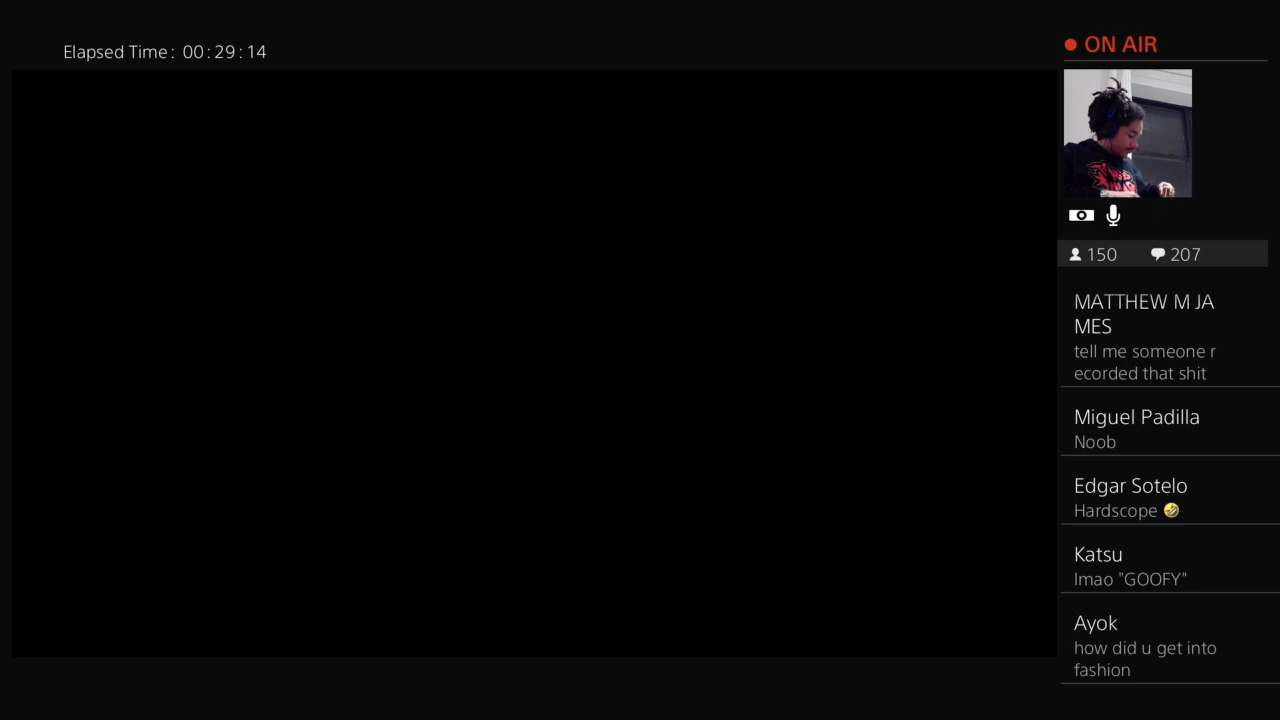 Elapsed Time: 00:29:14
ON AIR
150 207
MATTHEW M JA
MES
tell me someone r
ecorded that shit
Miguel Padilla
Noob
Edgar Sotelo
Hardscope 🤣
Katsu
lmao "GOOFY"
Ayok
how did u get into
fashion